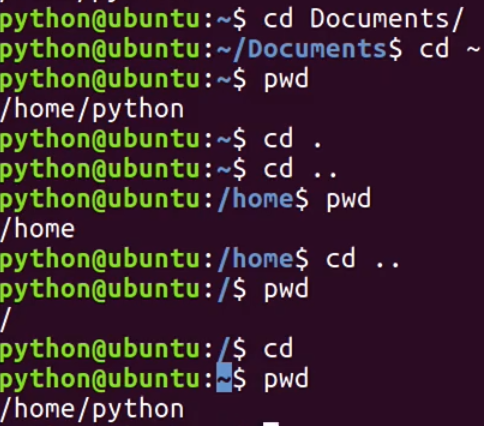 python@ubuntu:~$ cd Documents/
python@ubuntu:~/Documents$ cd ~
python@ubuntu:~$ pwd
/home/python
python@ubuntu:~$ cd .
python@ubuntu:~$ cd ..
python@ubuntu:/home$ pwd
/home
python@ubuntu:/home$ cd ..
python@ubuntu:/$ pwd
/
python@ubuntu:/$ cd
python@ubuntu:~$ pwd
/home/python